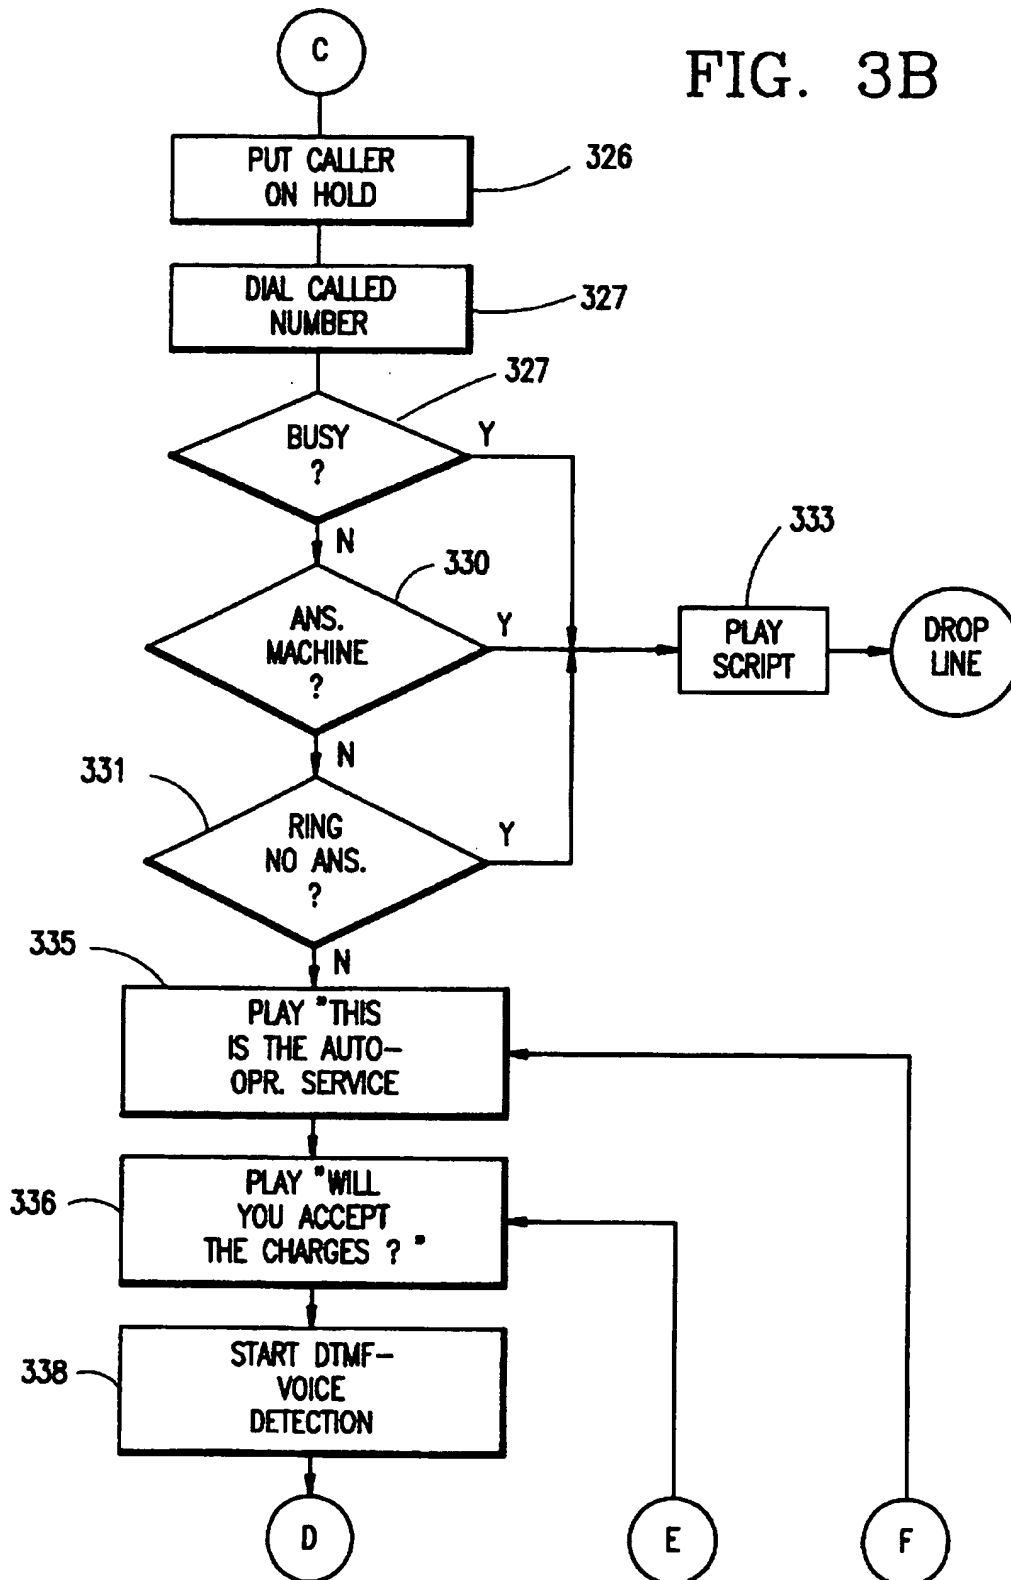 C
FIG. 3B
PUT CALLER
ON HOLD
326
DIAL CALLED
NUMBER
327
327
BUSY
?
Y
N
330
ANS.
MACHINE
?
Y
333
PLAY
SCRIPT
DROP
LINE
N
331
RING
NO ANS.
?
Y
335
N
PLAY "THIS
IS THE AUTO-
OPR. SERVICE
336
PLAY "WILL
YOU ACCEPT
THE CHARGES ? "
338
START DTMF-
VOICE
DETECTION
D
E
F